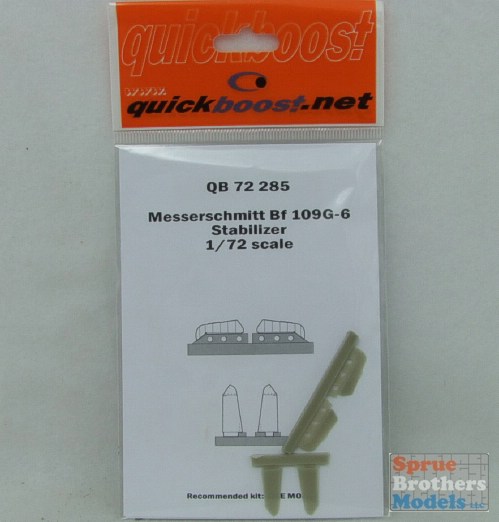 quickboost
www.
quickboost.net
QB 72 285
Messerschmitt Bf 109G-6
Stabilizer
1/72 scale
Recommended kit:
Sprue
Brothers
Models LLC